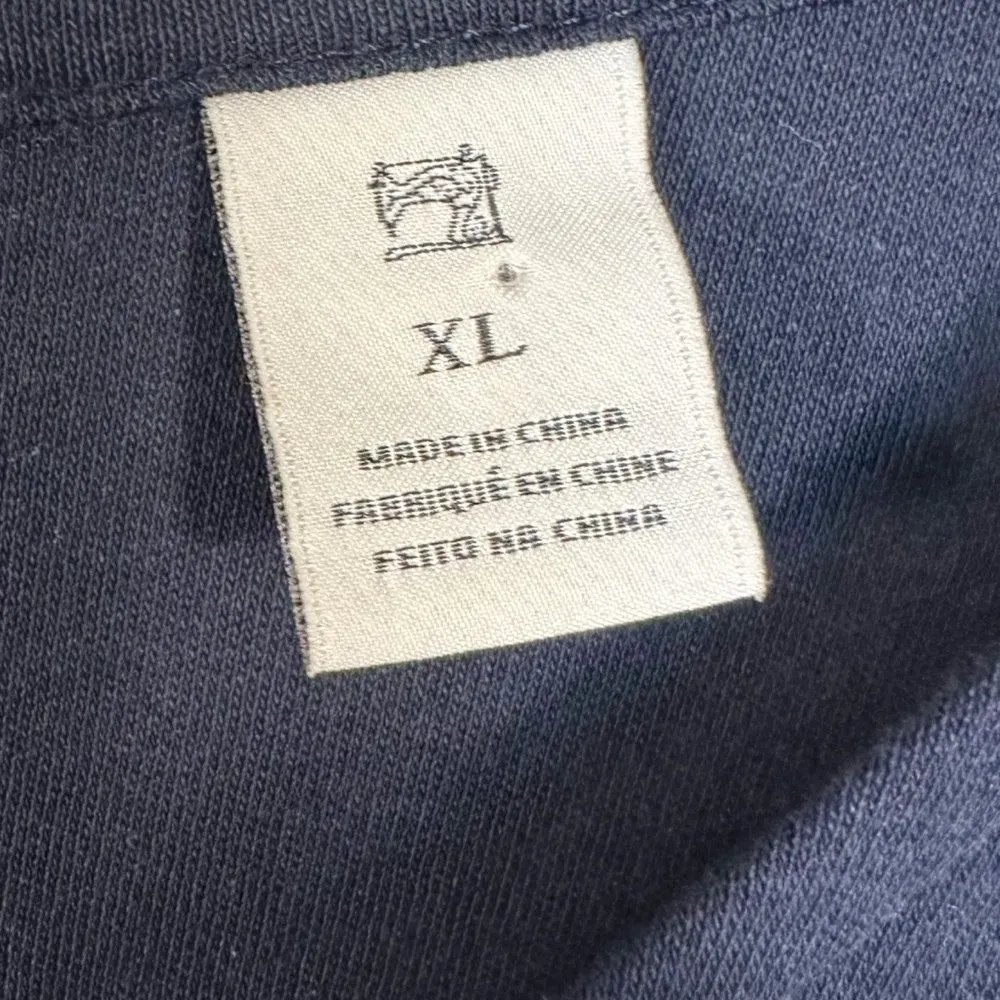 XL
MADE IN CHINA
FABRIQUÉ EN CHINE
FEITO NA CHINA